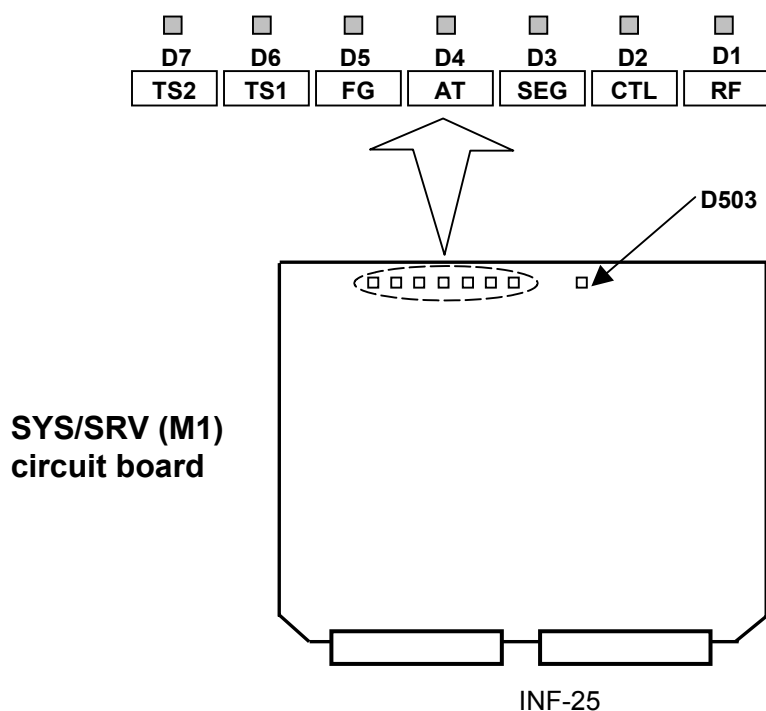 D7 D6 D5 D4 D3 D2 D1
TS2 TS1 FG AT SEG CTL RF
D503
SYS/SRV (M1)
circuit board
INF-25